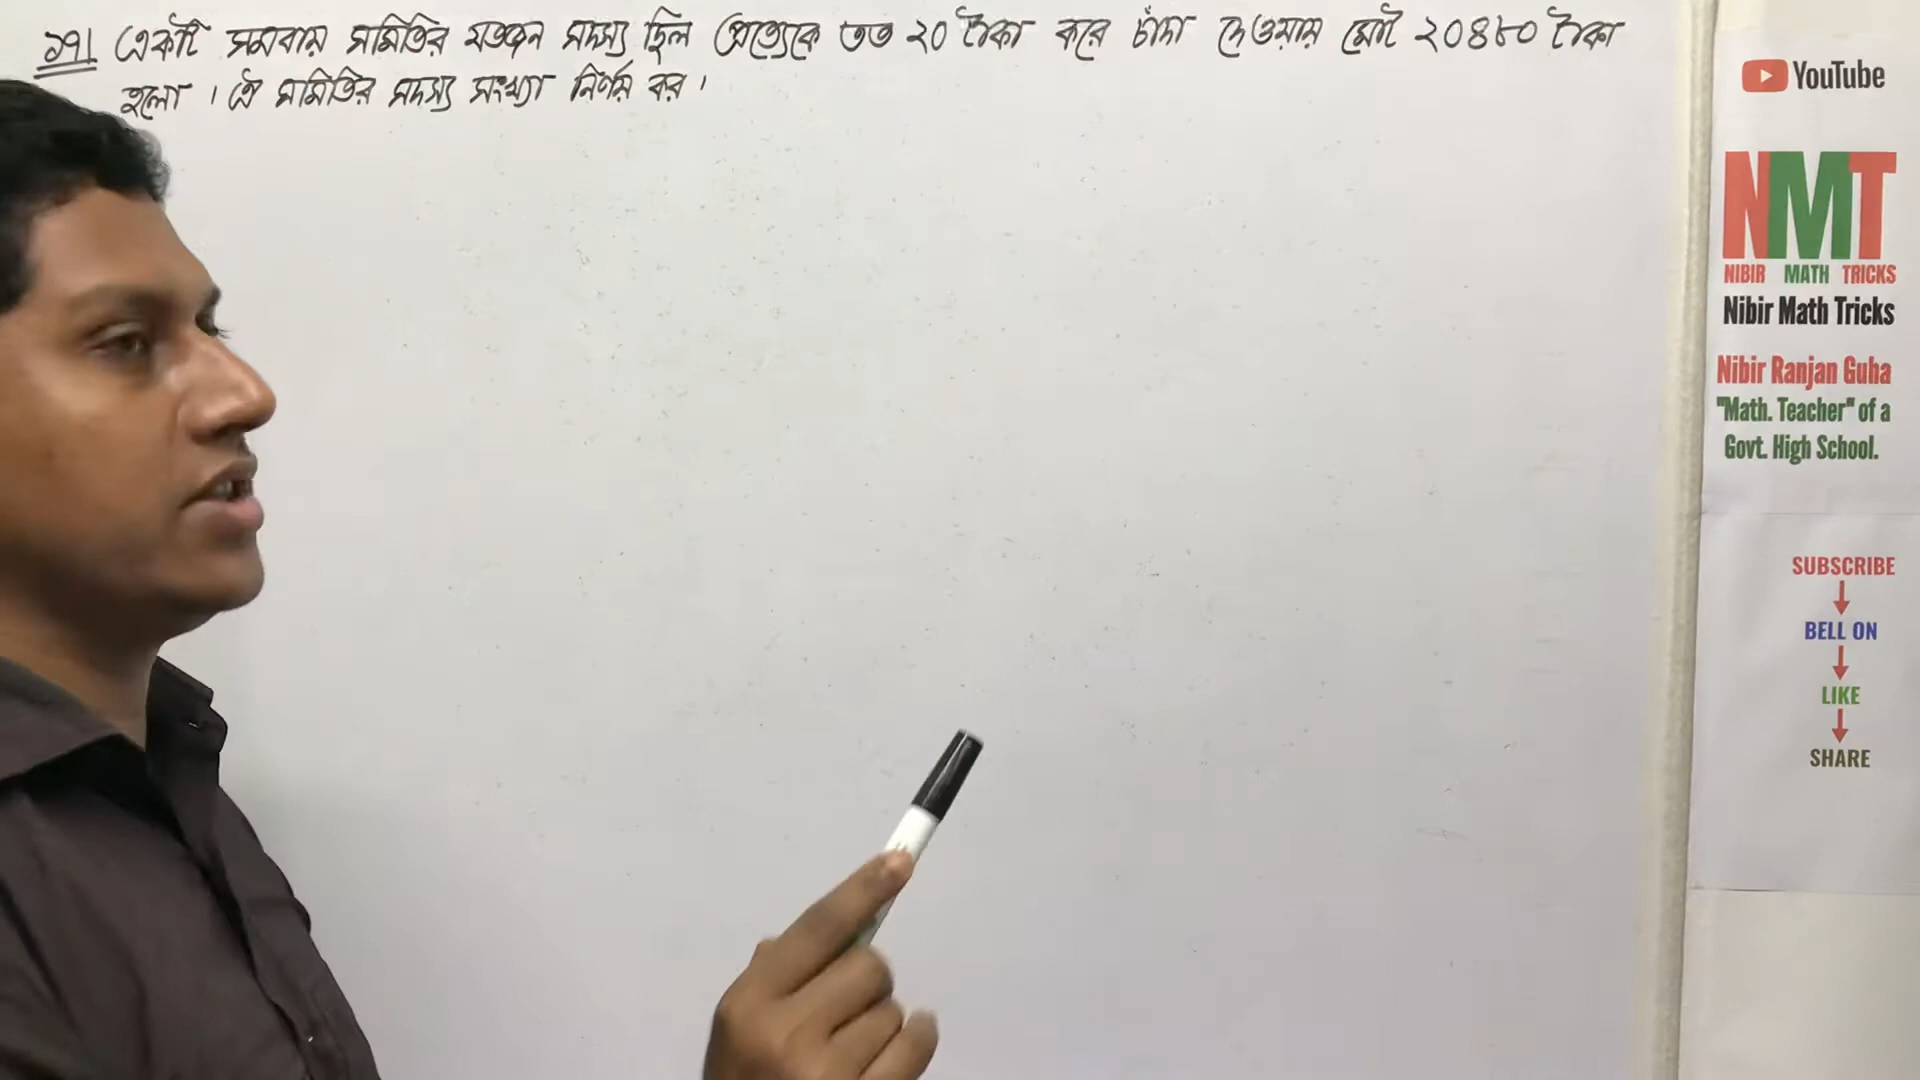 ১৭। একটি সমবায় সমিতির যতজন সদস্য ছিল প্রত্যেকে তত ২০ টাকা করে চাঁদা দেওয়ায় মোট ২০৪৮০ টাকা
হলো । ঐ সমিতির সদস্য সংখ্যা নির্ণয় কর ।
YouTube
NMT
NIBIR MATH TRICKS
Nibir Math Tricks
Nibir Ranjan Guha
"Math. Teacher" of a
Govt. High School.
SUBSCRIBE
BELL ON
LIKE
SHARE